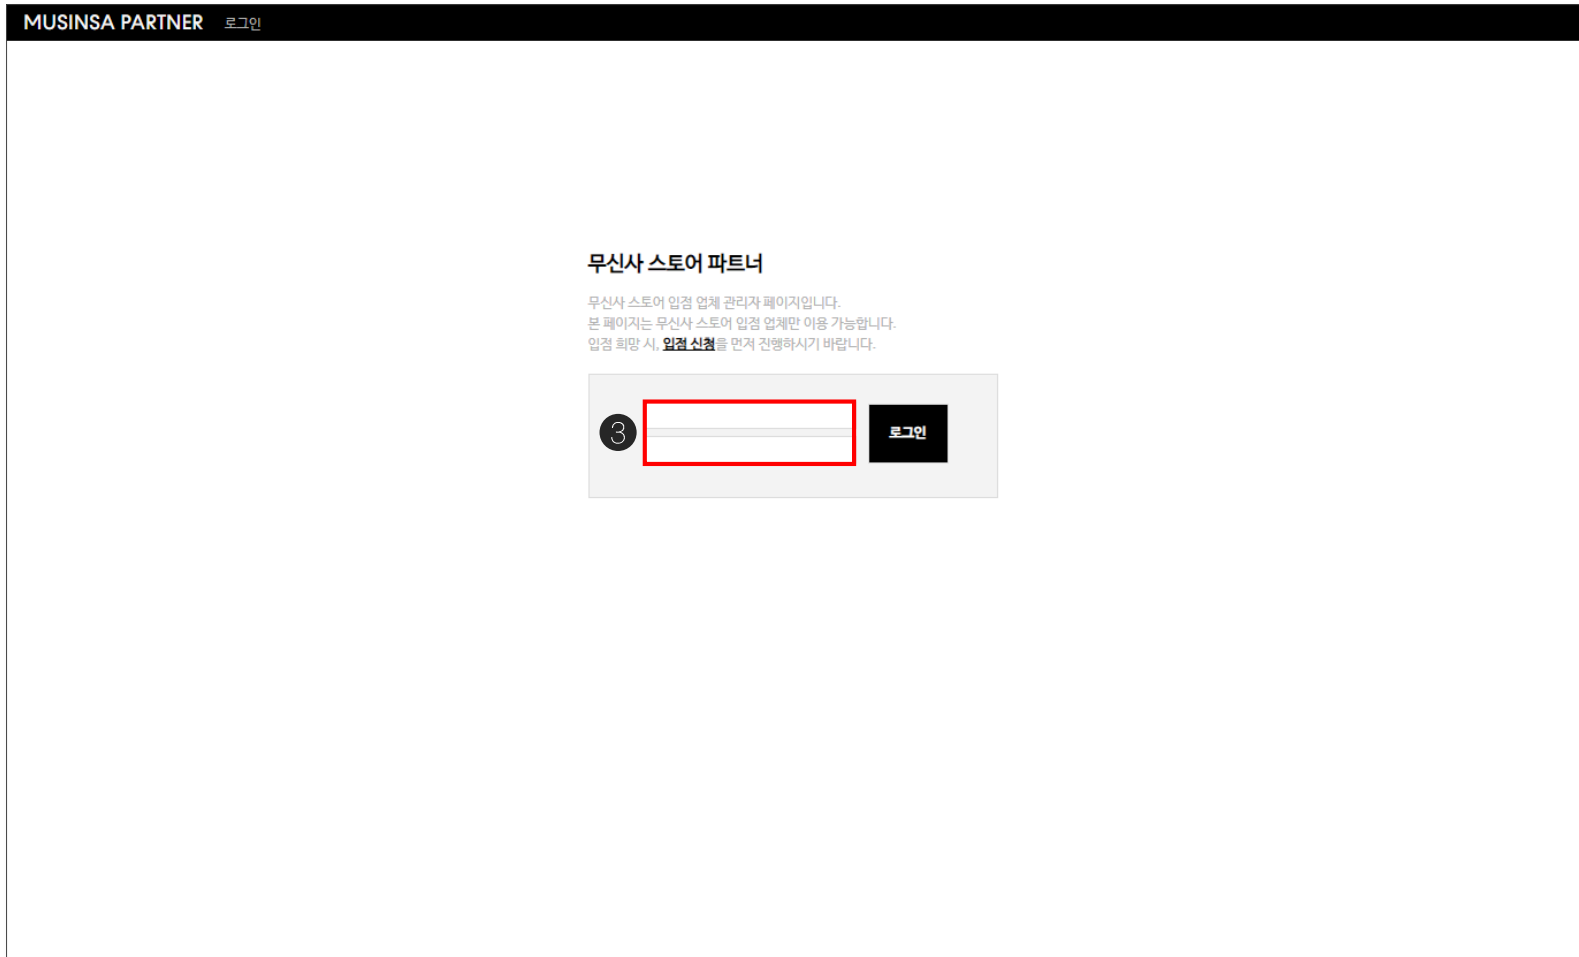 MUSINSA PARTNER 로그인
무신사 스토어 파트너
무신사 스토어 입점 업체 관리자 페이지입니다.
본 페이지는 무신사 스토어 입점 업체만 이용 가능합니다.
입점 희망 시, 입점 신청을 먼저 진행하시기 바랍니다.
3
로그인